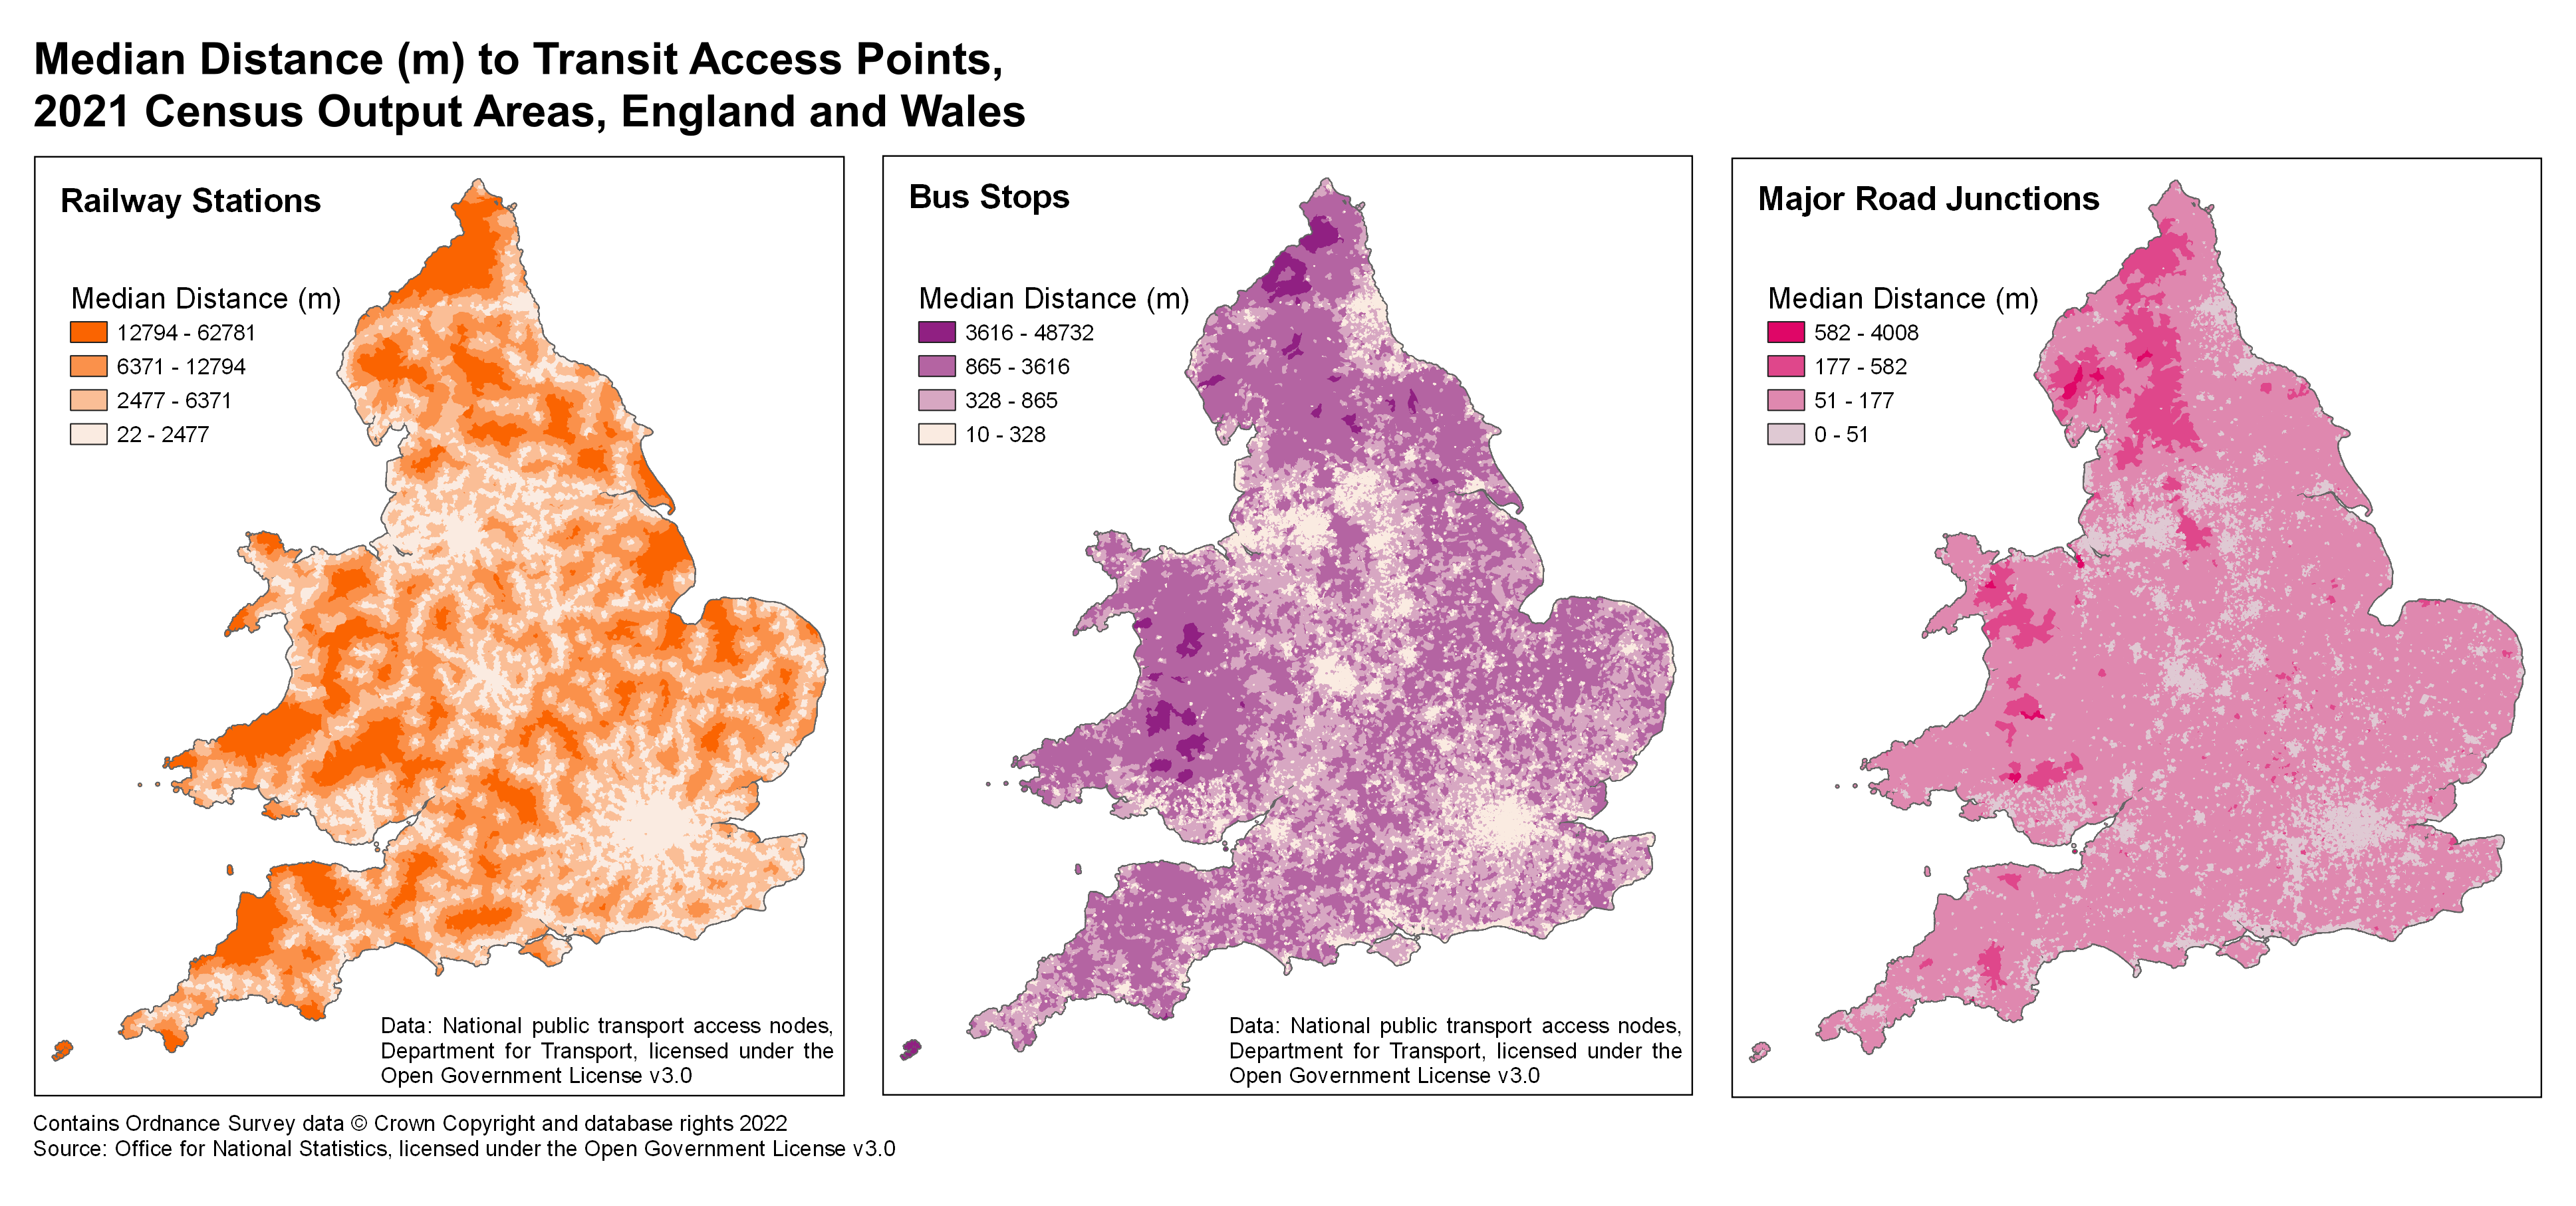 Median Distance (m) to Transit Access Points,
2021 Census Output Areas, England and Wales
Railway Stations
Median Distance (m)
12794 - 62781
6371 - 12794
2477 - 6371
22 - 2477
Data: National public transport access nodes,
Department for Transport, licensed under the
Open Government License v3.0
Bus Stops
Median Distance (m)
3616 - 48732
865 - 3616
328 - 865
10 - 328
Data: National public transport access nodes,
Department for Transport, licensed under the
Open Government License v3.0
Major Road Junctions
Median Distance (m)
582 - 4008
177 - 582
51 - 177
0 - 51
Contains Ordnance Survey data © Crown Copyright and database rights 2022
Source: Office for National Statistics, licensed under the Open Government License v3.0